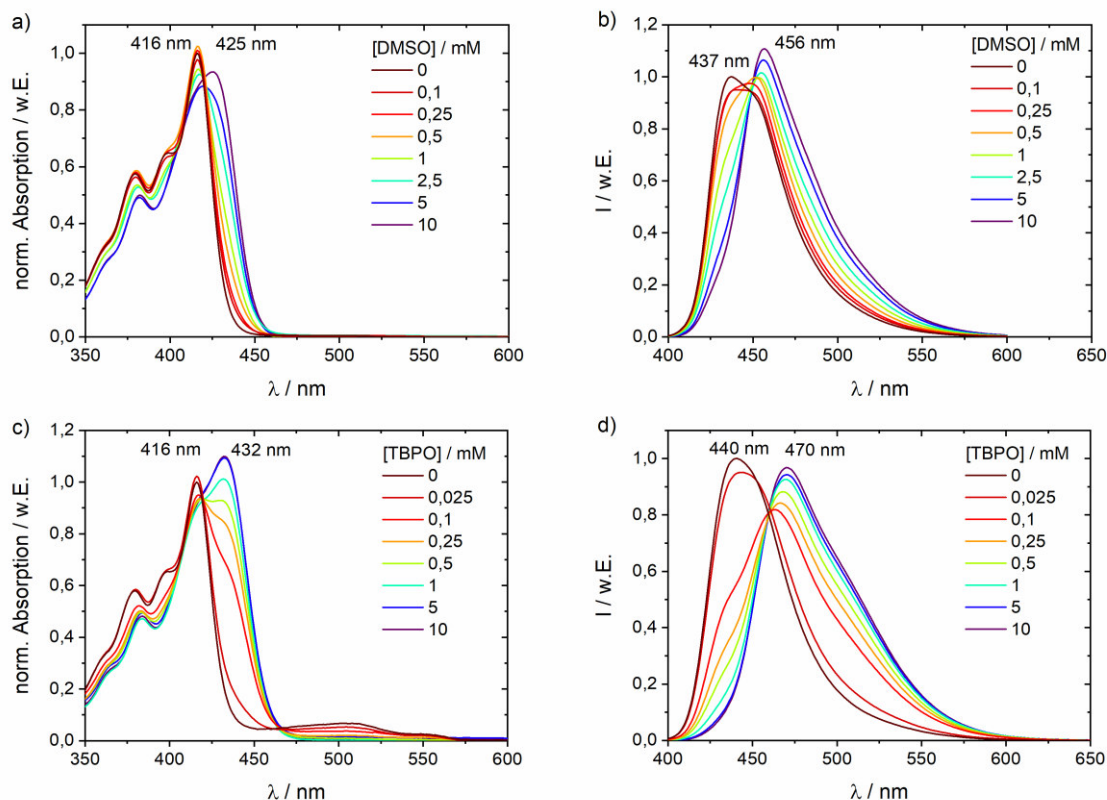 a)
norm. Absorption / w.E.
1,2
1,0
0,8
0,6
0,4
0,2
0,0
350 400 450 500 550 600
λ / nm
416 nm 425 nm
[DMSO] / mM
0
0,1
0,25
0,5
1
2,5
5
10
b)
I / w.E.
1,2
1,0
0,8
0,6
0,4
0,2
0,0
400 450 500 550 600 650
λ / nm
437 nm 456 nm
[DMSO] / mM
0
0,1
0,25
0,5
1
2,5
5
10
c)
norm. Absorption / w.E.
1,2
1,0
0,8
0,6
0,4
0,2
0,0
350 400 450 500 550 600
λ / nm
416 nm 432 nm
[TBPO] / mM
0
0,025
0,1
0,25
0,5
1
5
10
d)
I / w.E.
1,2
1,0
0,8
0,6
0,4
0,2
0,0
400 450 500 550 600 650
λ / nm
440 nm 470 nm
[TBPO] / mM
0
0,025
0,1
0,25
0,5
1
5
10